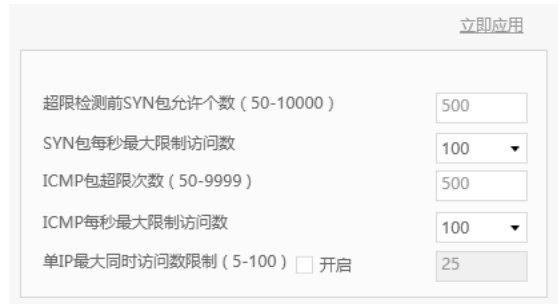 立即应用
超限检测前SYN包允许个数 ( 50-10000 ) 500
SYN包每秒最大限制访问数 100
ICMP包超限次数 ( 50-9999 ) 500
ICMP每秒最大限制访问数 100
单IP最大同时访问数限制 ( 5-100 ) 开启 25